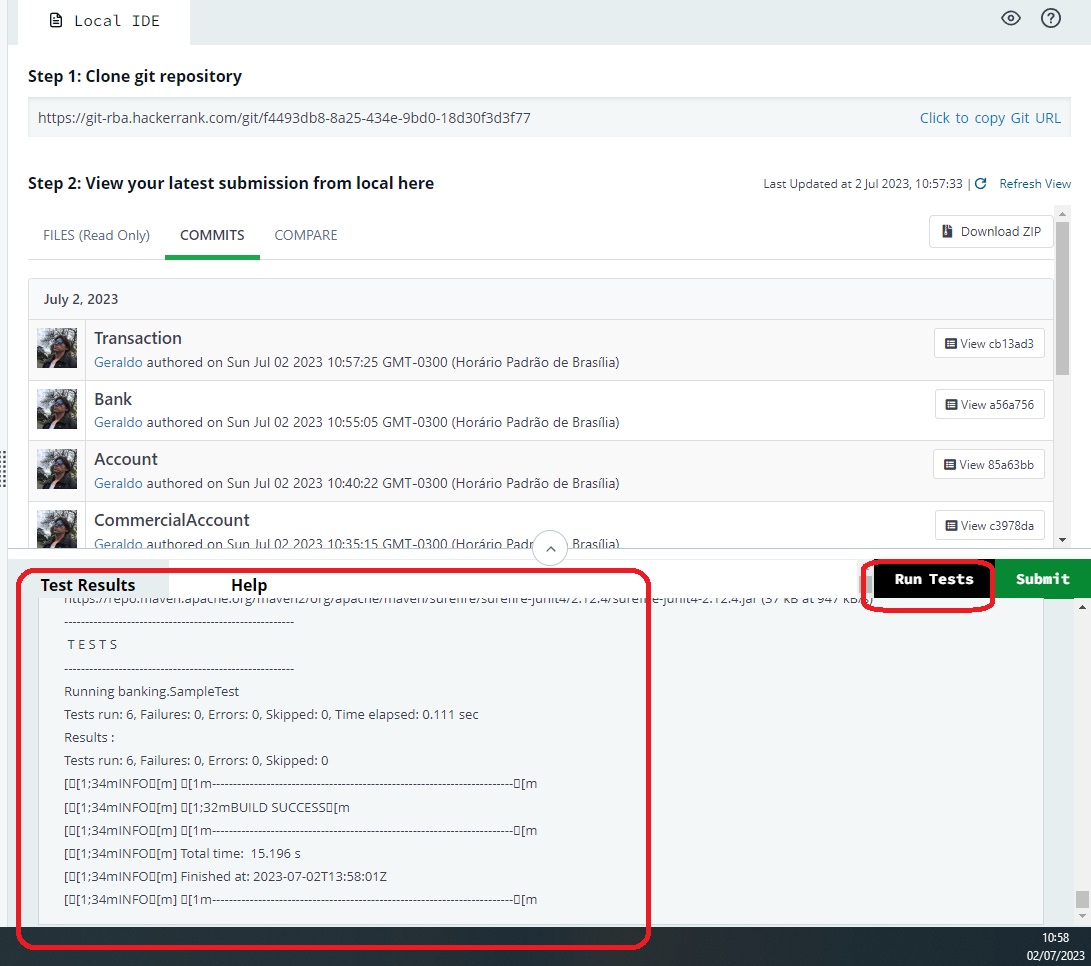 Local IDE
Step 1: Clone git repository
https://git-rba.hackerrank.com/git/f4493db8-8a25-434e-9bd0-18d30f3d3f77 Click to copy Git URL
Step 2: View your latest submission from local here Last Updated at 2 Jul 2023, 10:57:33 | Refresh View
FILES (Read Only) COMMITS COMPARE Download ZIP
July 2, 2023
Transaction
Geraldo authored on Sun Jul 02 2023 10:57:25 GMT-0300 (Horário Padrão de Brasília) View cb13ad3
Bank
Geraldo authored on Sun Jul 02 2023 10:55:05 GMT-0300 (Horário Padrão de Brasília) View a56a756
Account
Geraldo authored on Sun Jul 02 2023 10:40:22 GMT-0300 (Horário Padrão de Brasília) View 85a63bb
CommercialAccount
Geraldo authored on Sun Jul 02 2023 10:35:15 GMT-0300 (Horário Padrão de Brasília) View c3978da
Test Results Help Run Tests Submit
https://repo.maven.apache.org/maven2/org/apache/maven/surefire/surefire-junit4/2.12.4/surefire-junit4-2.12.4.jar (37 kB at 947 kB/s)
-------------------------------------------------------
T E S T S
-------------------------------------------------------
Running banking.SampleTest
Tests run: 6, Failures: 0, Errors: 0, Skipped: 0, Time elapsed: 0.111 sec
Results :
Tests run: 6, Failures: 0, Errors: 0, Skipped: 0
[▯▯[1;34mINFO▯[m] ▯[1m------------------------------------------------------------------------▯[m
[▯▯[1;34mINFO▯[m] ▯[1;32mBUILD SUCCESS▯[m
[▯▯[1;34mINFO▯[m] ▯[1m------------------------------------------------------------------------▯[m
[▯▯[1;34mINFO▯[m] Total time: 15.196 s
[▯▯[1;34mINFO▯[m] Finished at: 2023-07-02T13:58:01Z
[▯▯[1;34mINFO▯[m] ▯[1m------------------------------------------------------------------------▯[m
10:58
02/07/2023